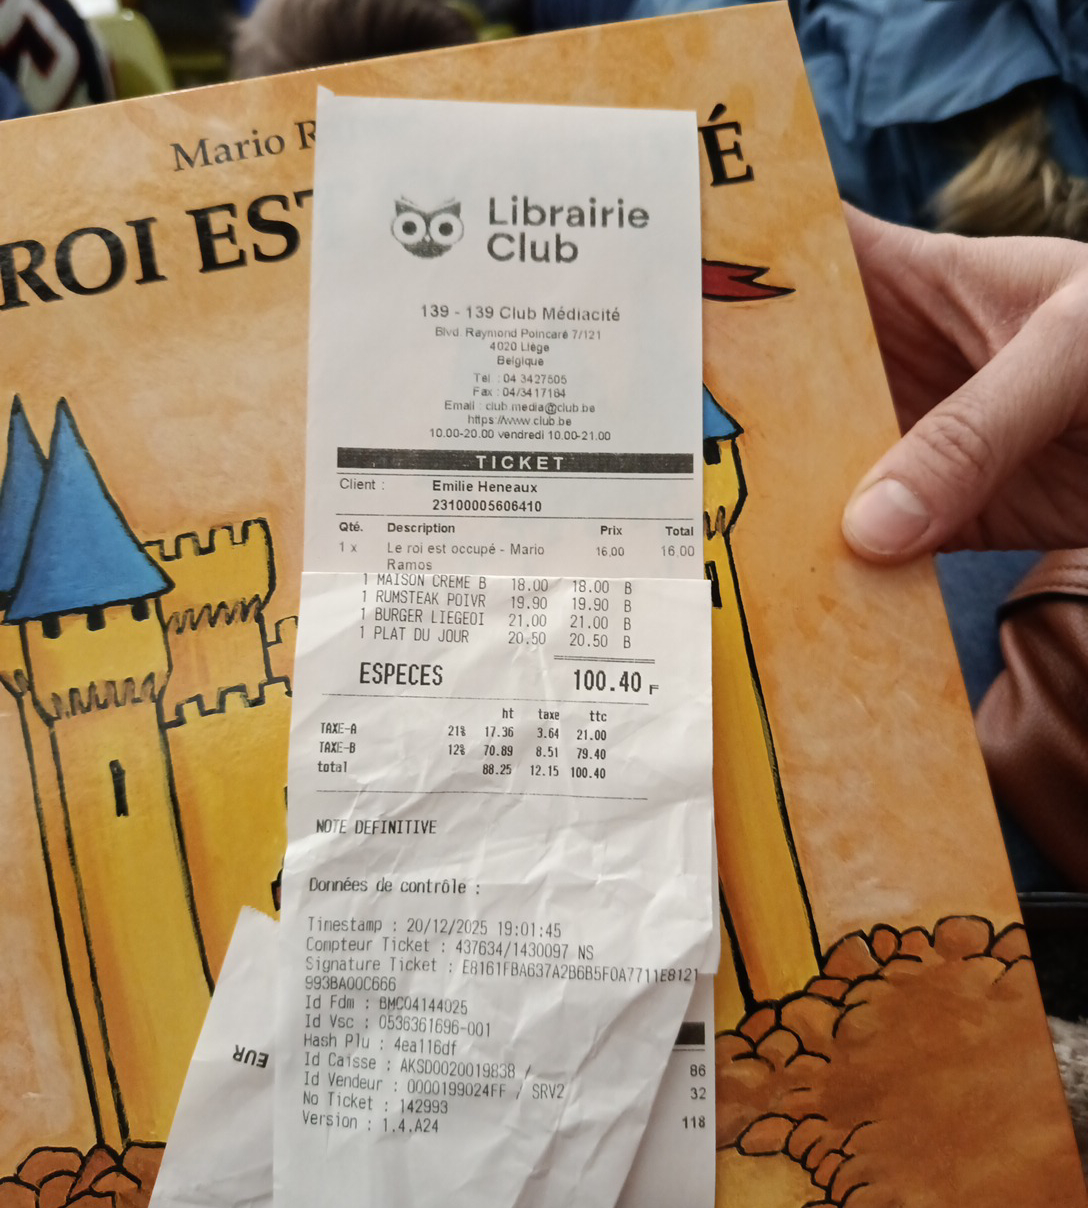 Mario R
ROI EST
É
Librairie
Club
139 - 139 Club Médiacité
Blvd. Raymond Poincaré 7/121
4020 Liège
Belgique
Tel : 04 3427505
Fax : 04/3417184
Email : club.media@club.be
https://www.club.be
10.00-20.00 vendredi 10.00-21.00
TICKET
Client : Emilie Heneaux
23100005606410
Qté. Description Prix Total
1 x Le roi est occupé - Mario 16,00 16,00
Ramos
1 MAISON CREME B 18.00 18.00 B
1 RUMSTEAK POIVR 19.90 19.90 B
1 BURGER LIEGEOI 21.00 21.00 B
1 PLAT DU JOUR 20.50 20.50 B
ESPECES 100.40 F
ht taxe ttc
TAXE-A 21% 17.36 3.64 21.00
TAXE-B 12% 70.89 8.51 79.40
total 88.25 12.15 100.40
NOTE DEFINITIVE
Données de contrôle :
Timestamp : 20/12/2025 19:01:45
Compteur Ticket : 437634/1430097 NS
Signature Ticket : E8161FBA637A2B6B5F0A7711E8121
993BA00C666
Id Fdm : BMC04144025
Id Vsc : 0536361696-001
Hash Plu : 4ea116df
Id Caisse : AKSD0020019838 /
Id Vendeur : 0000199024FF / SRV2
No Ticket : 142993
Version : 1.4.A24
EUR
86
32
118